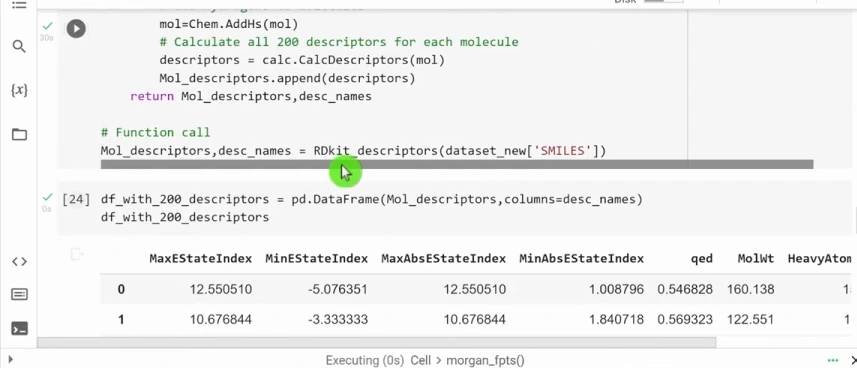 Disk
30s
mol=Chem.AddHs(mol)
# Calculate all 200 descriptors for each molecule
descriptors = calc.CalcDescriptors(mol)
Mol_descriptors.append(descriptors)
{x}
return Mol_descriptors,desc_names
# Function call
Mol_descriptors,desc_names = RDkit_descriptors(dataset_new['SMILES'])
0s
[24] df_with_200_descriptors = pd.DataFrame(Mol_descriptors,columns=desc_names)
df_with_200_descriptors
MaxEStateIndex MinEStateIndex MaxAbsEStateIndex MinAbsEStateIndex qed MolWt HeavyAtom
0 12.550510 -5.076351 12.550510 1.008796 0.546828 160.138
1 10.676844 -3.333333 10.676844 1.840718 0.569323 122.551
Executing (0s) Cell > morgan_fpts()